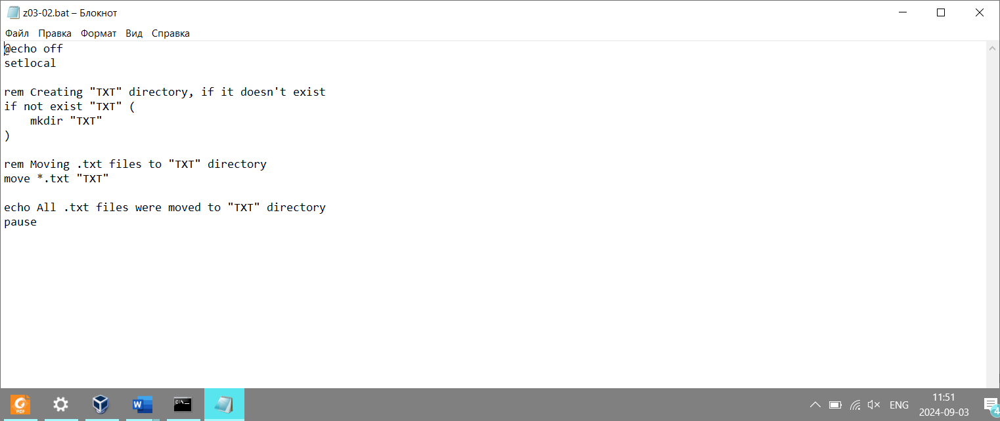 z03-02.bat – Блокнот
Файл Правка Формат Вид Справка
@echo off
setlocal

rem Creating "TXT" directory, if it doesn't exist
if not exist "TXT" (
    mkdir "TXT"
)

rem Moving .txt files to "TXT" directory
move *.txt "TXT"

echo All .txt files were moved to "TXT" directory
pause
PDF
W
C:\—
ENG
11:51
2024-09-03
4